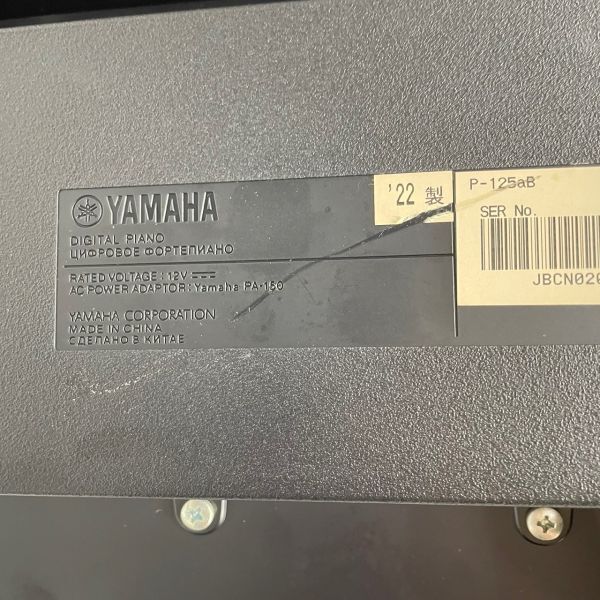 YAMAHA
'22 製
DIGITAL PIANO
ЦИФРОВОЕ ФОРТЕПИАНО
RATED VOLTAGE : 12V
AC POWER ADAPTOR : Yamaha PA-150
YAMAHA CORPORATION
MADE IN CHINA
СДЕЛАНО В КИТАЕ
P-125aB
SER No.
JBCN020